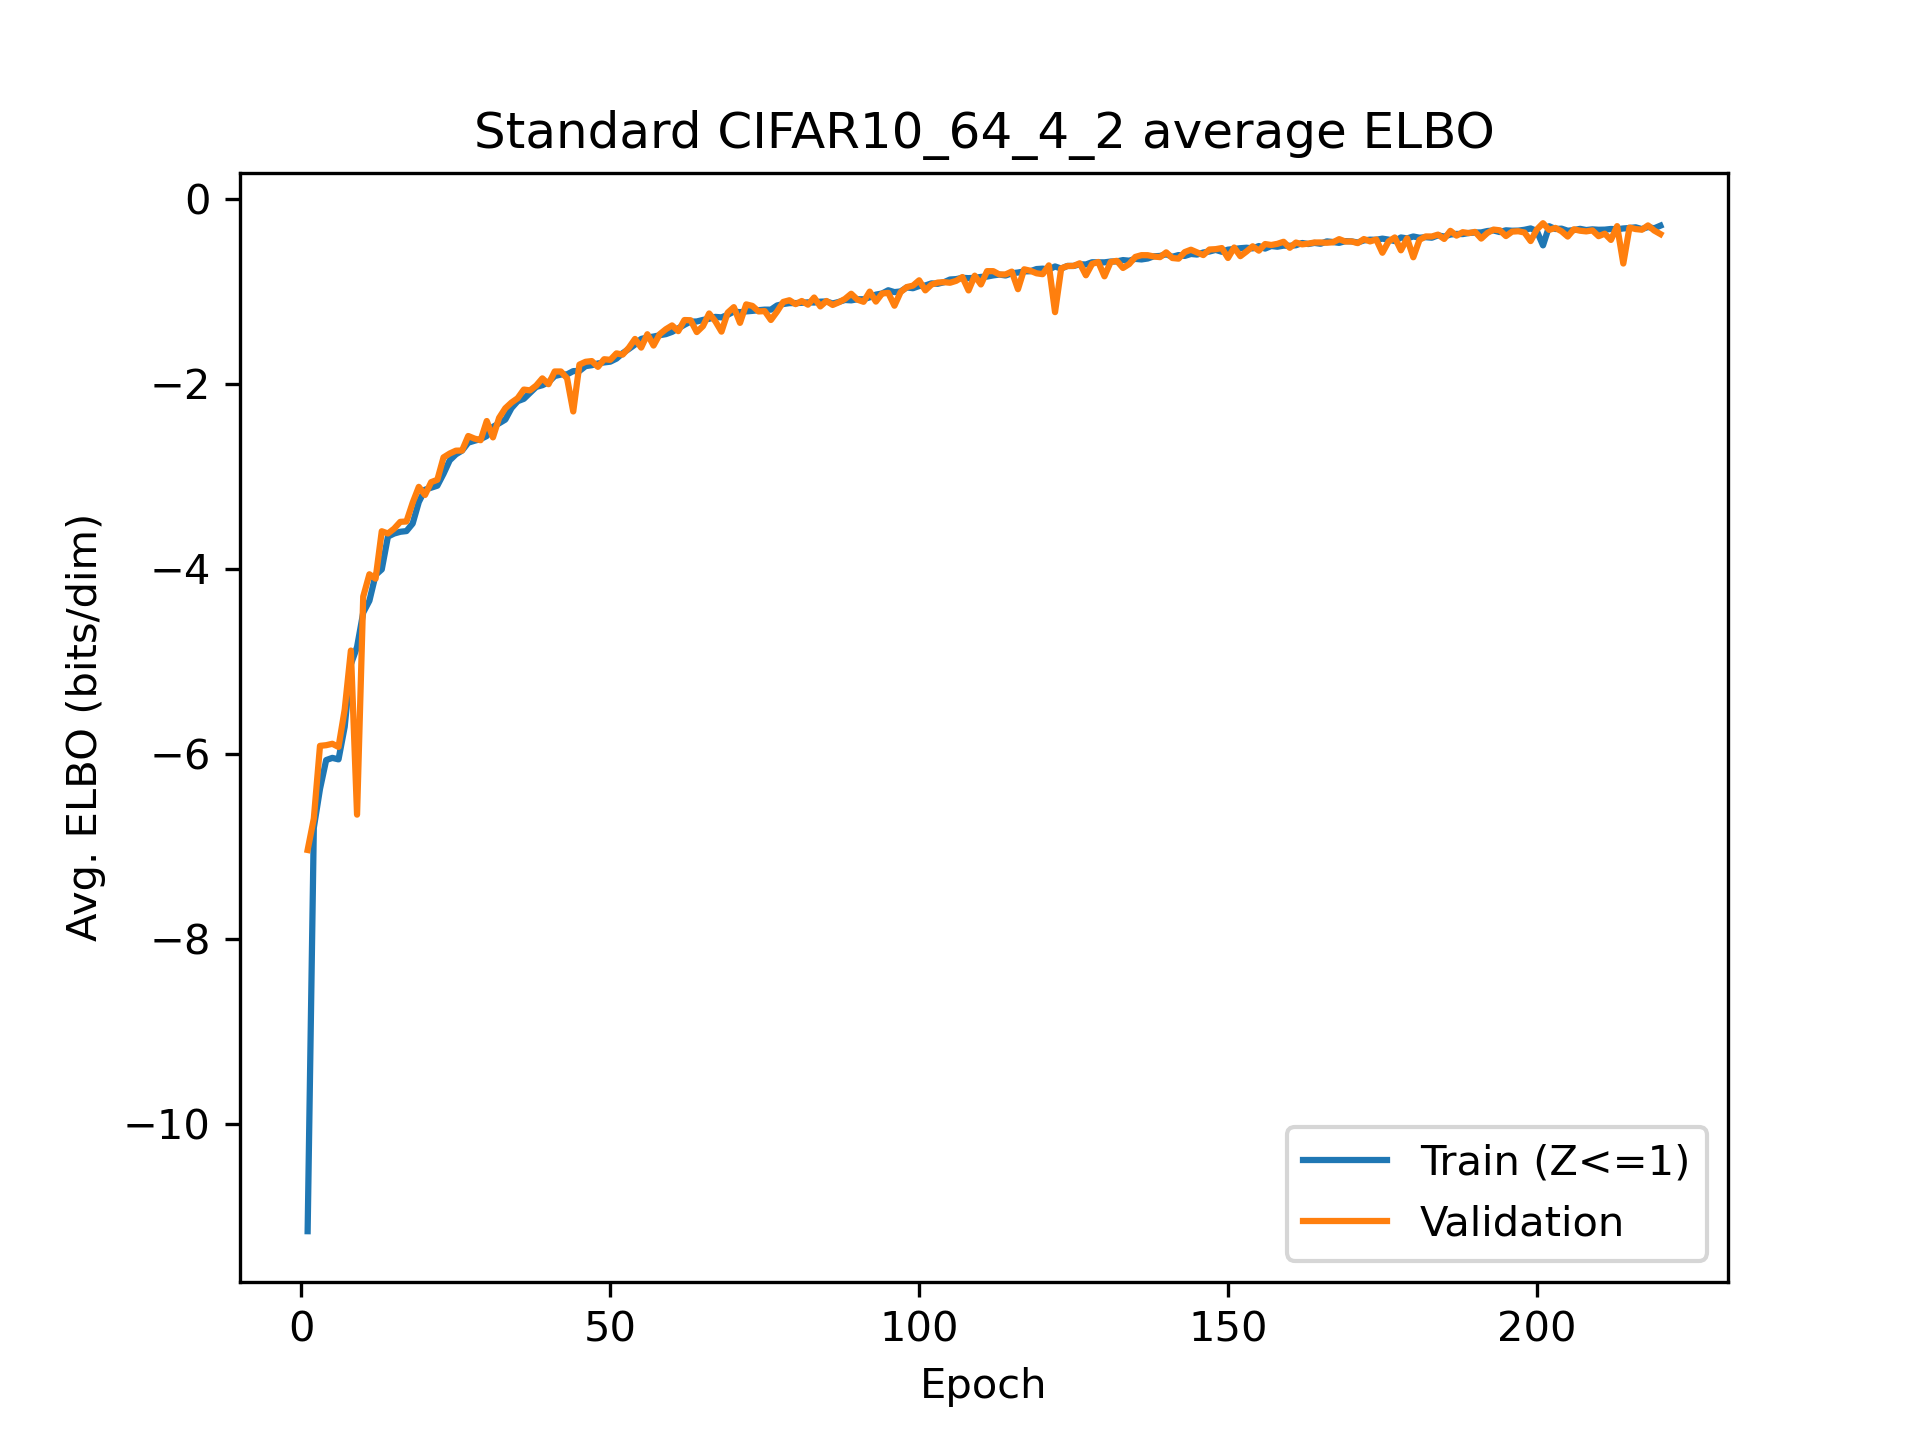 Standard CIFAR10_64_4_2 average ELBO
0
−2
−4
−6
−8
−10
Avg. ELBO (bits/dim)
Train (Z<=1)
Validation
0 50 100 150 200
Epoch